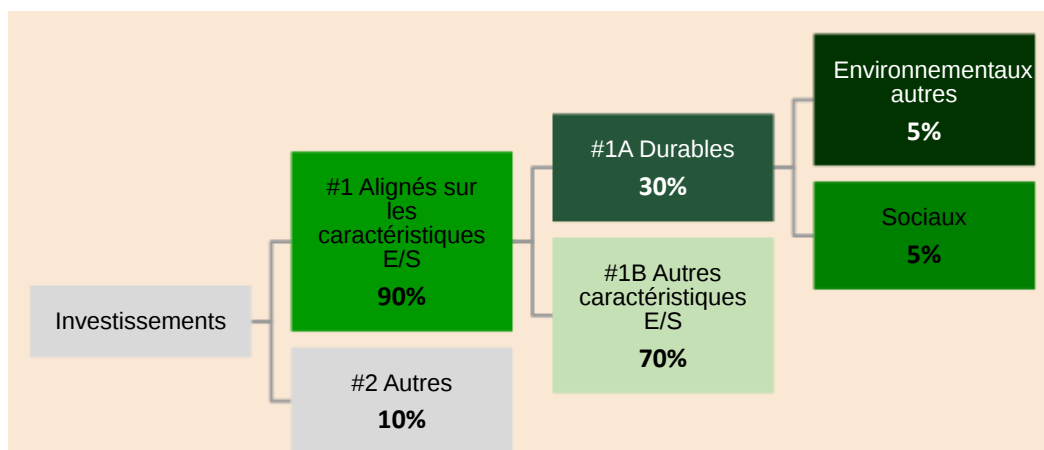 Investissements
#1 Alignés sur
les
caractéristiques
E/S
90%
#2 Autres
10%
#1A Durables
30%
#1B Autres
caractéristiques
E/S
70%
Environnementaux
autres
5%
Sociaux
5%